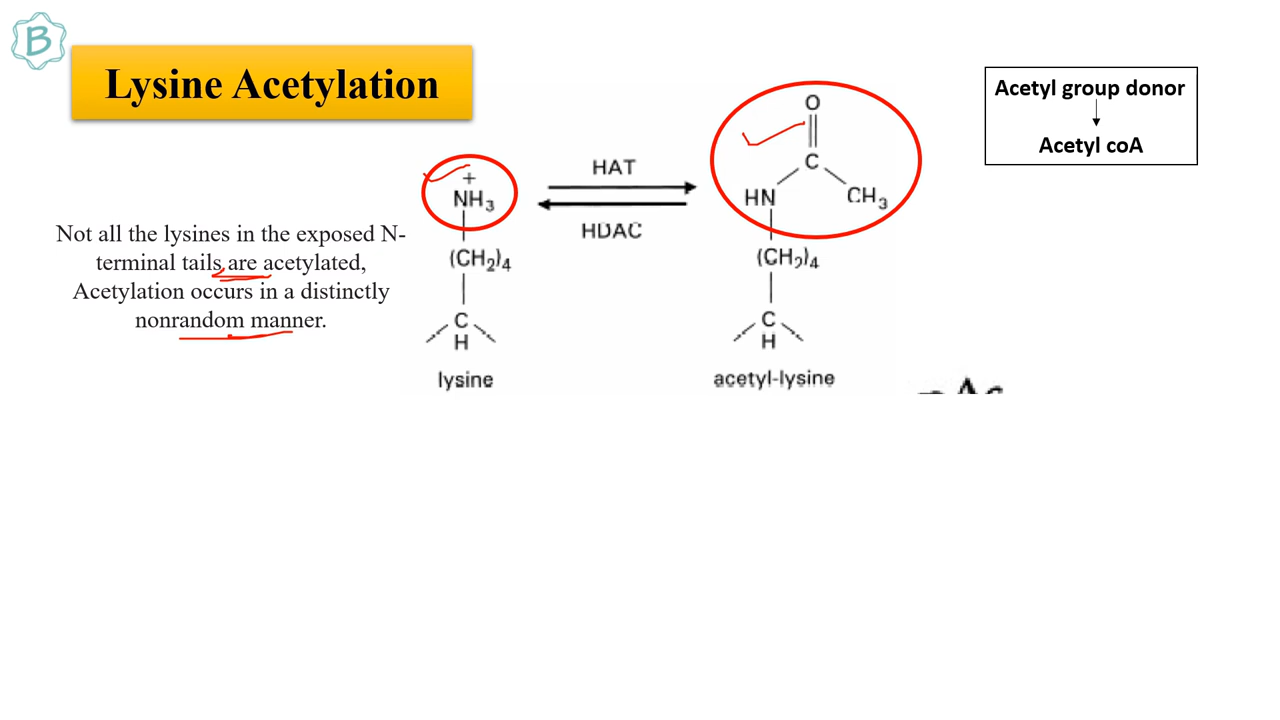 B
Lysine Acetylation
Acetyl group donor
Acetyl coA
O
C
HN
CH3
+
NH3
HAT
HDAC
Not all the lysines in the exposed N-
terminal tails are acetylated,
Acetylation occurs in a distinctly
nonrandom manner.
(CH2)4
(CH2)4
C
H
C
H
lysine
acetyl-lysine